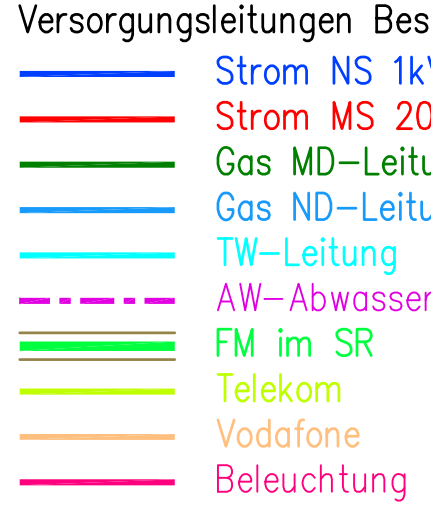 Versorgungsleitungen Bes
Strom NS 1kV
Strom MS 20
Gas MD-Leitu
Gas ND-Leitu
TW-Leitung
AW-Abwasser
FM im SR
Telekom
Vodafone
Beleuchtung